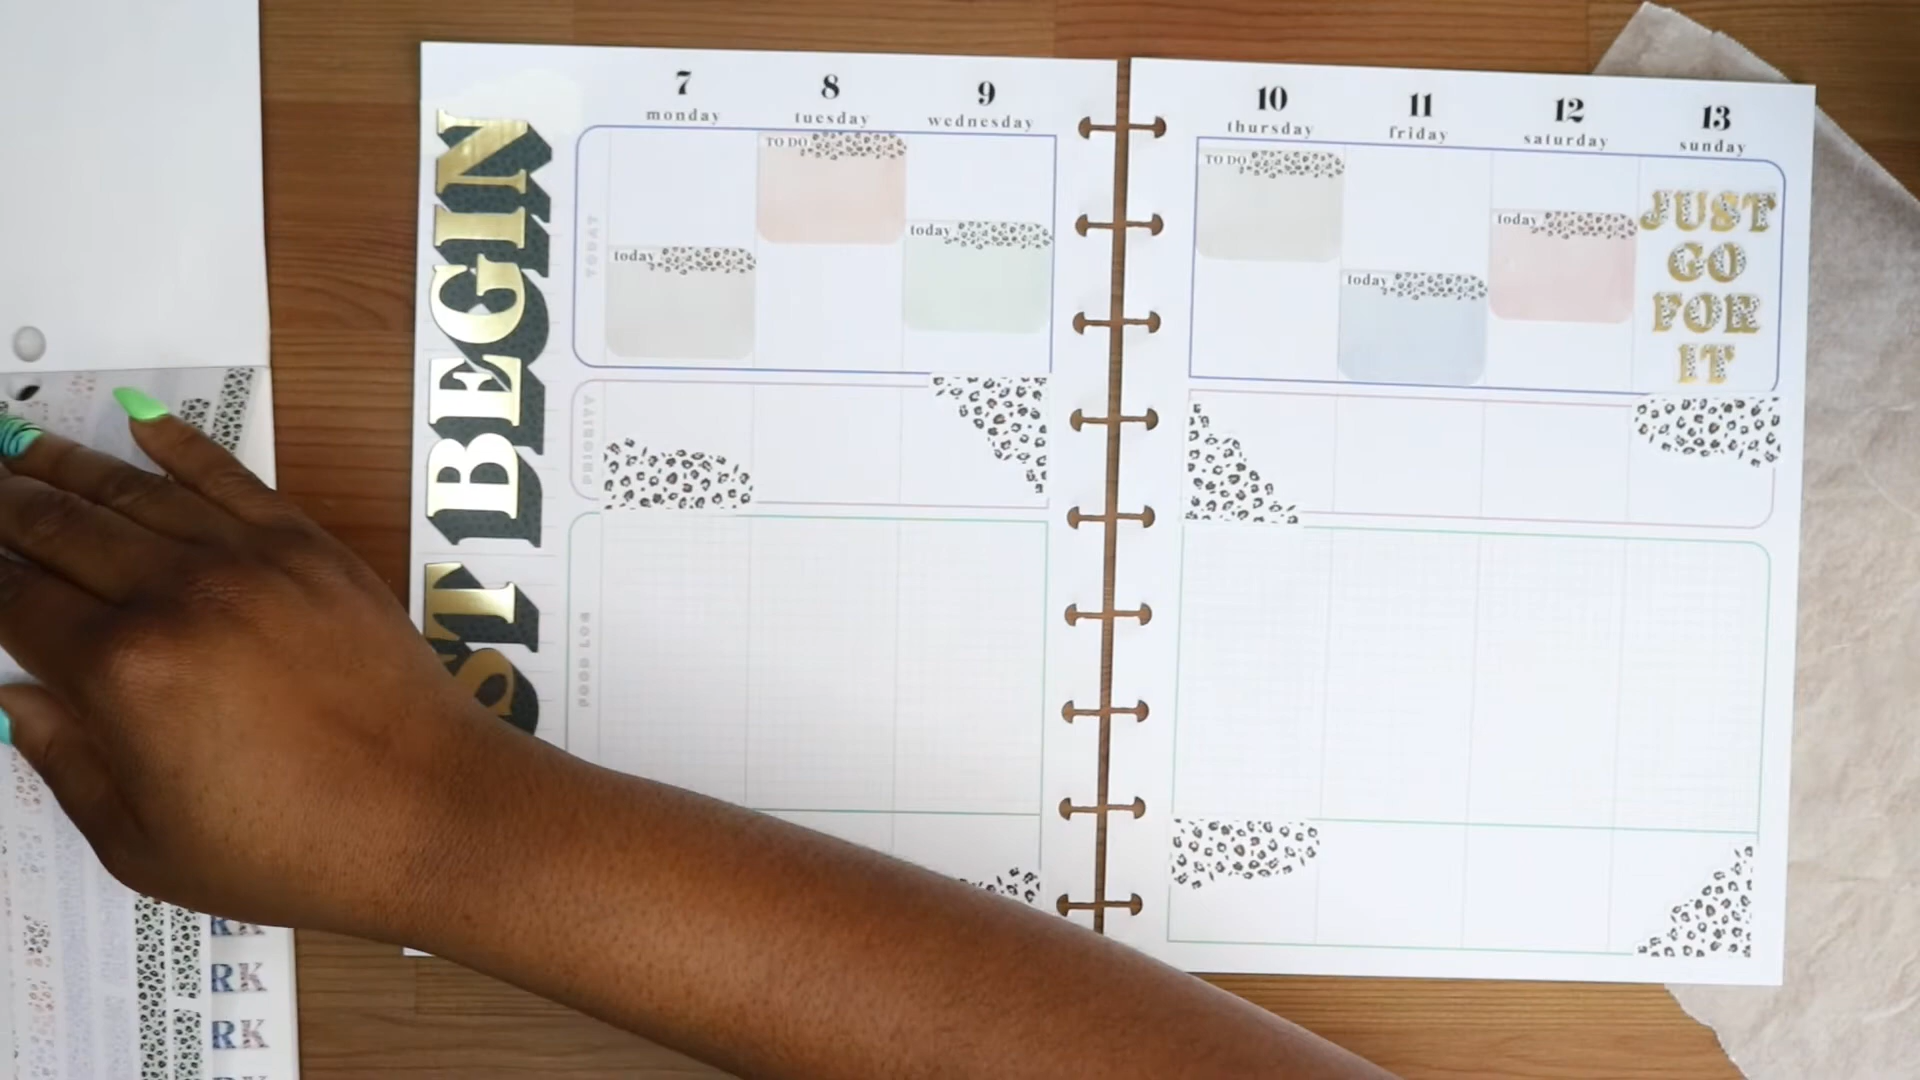 7
monday
8
tuesday
9
wednesday
10
thursday
11
friday
12
saturday
13
sunday
ST BEGIN
TODAY
TO DO
today
today
TO DO
today
today
JUST
GO
FOR
IT
PRIORITY
FOOD LOG
RK
RK
RK